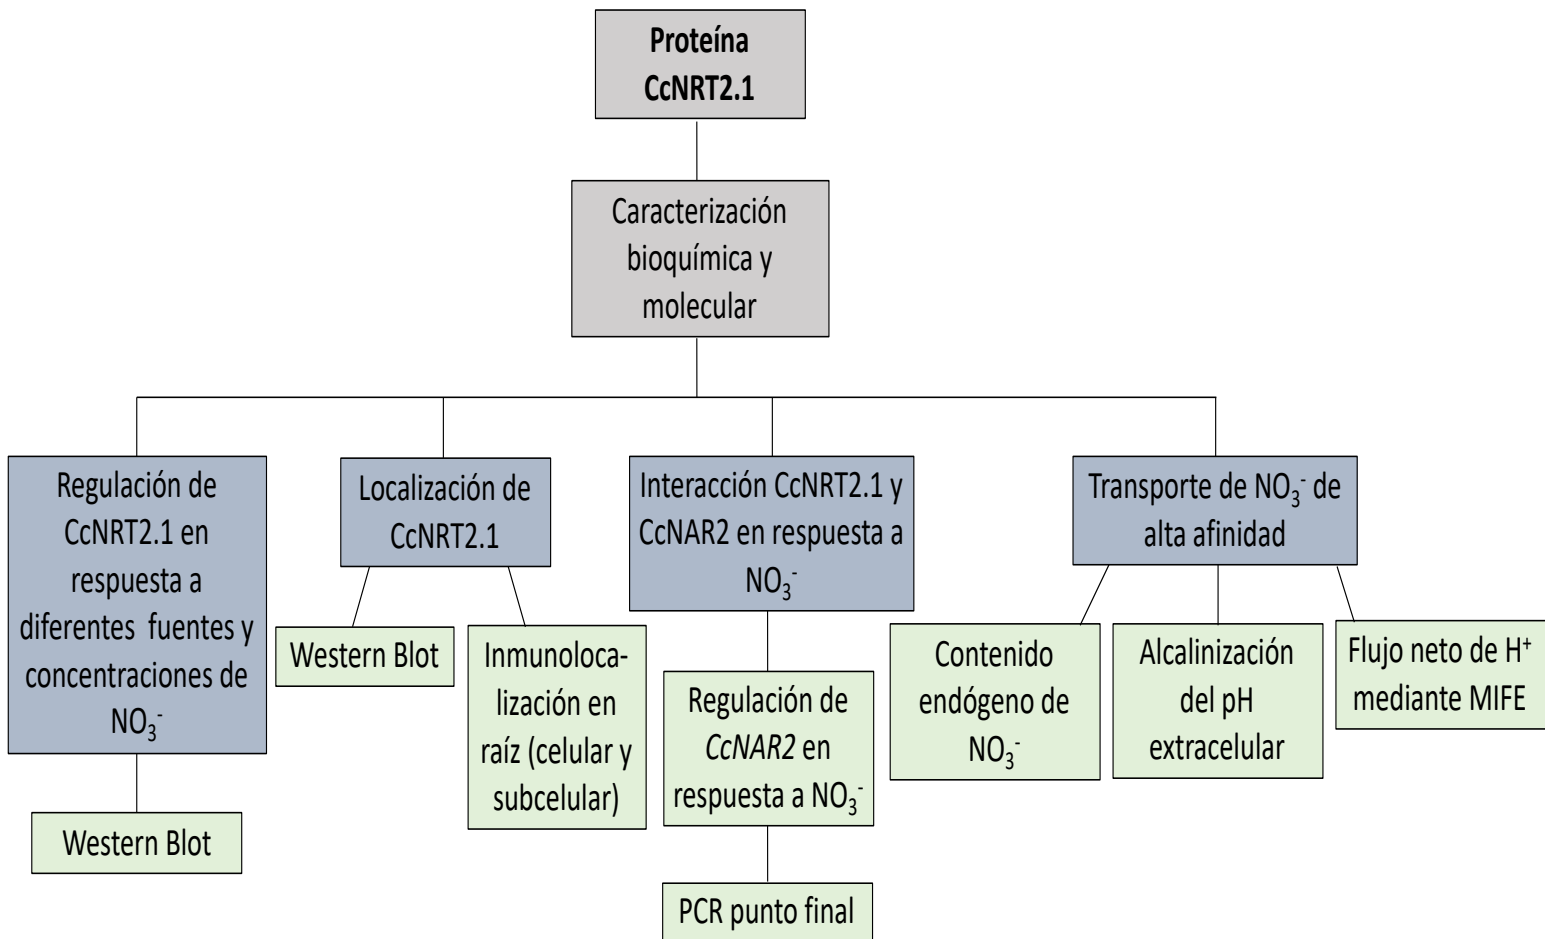 Proteína
CcNRT2.1
Caracterización
bioquímica y
molecular
Regulación de
CcNRT2.1 en
respuesta a
diferentes fuentes y
concentraciones de
NO₃⁻
Western Blot
Localización de
CcNRT2.1
Western Blot
Inmunoloca-
lización en
raíz (celular y
subcelular)
Interacción CcNRT2.1 y
CcNAR2 en respuesta a
NO₃⁻
Regulación de
CcNAR2 en
respuesta a NO₃⁻
PCR punto final
Transporte de NO₃⁻ de
alta afinidad
Contenido
endógeno de
NO₃⁻
Alcalinización
del pH
extracelular
Flujo neto de H⁺
mediante MIFE